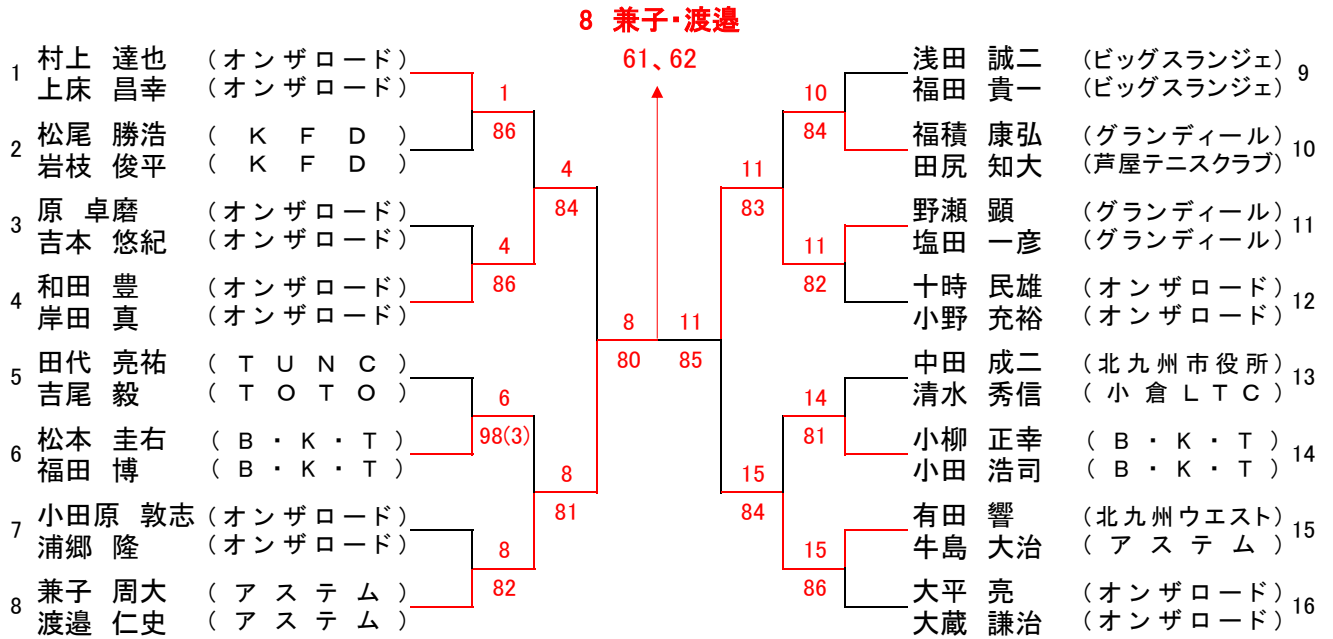 8 兼子・渡邉
61、62
1 村上 達也 (オンザロード)
上床 昌幸 (オンザロード)
2 松尾 勝浩 ( K F D )
岩枝 俊平 ( K F D )
3 原 卓磨 (オンザロード)
吉本 悠紀 (オンザロード)
4 和田 豊 (オンザロード)
岸田 真 (オンザロード)
5 田代 亮祐 ( T U N C )
吉尾 毅 ( T O T O )
6 松本 圭右 ( B ・ K ・ T )
福田 博 ( B ・ K ・ T )
7 小田原 敦志 (オンザロード)
浦郷 隆 (オンザロード)
8 兼子 周大 ( アステム )
渡邉 仁史 ( アステム )
1
86
4
86
6
98(3)
8
82
4
84
8
81
8
80
11
85
11
83
15
84
10
84
11
82
14
81
15
86
浅田 誠二 (ビッグスランジェ) 9
福田 貴一 (ビッグスランジェ)
福積 康弘 (グランディール) 10
田尻 知大 (芦屋テニスクラブ)
野瀬 顕 (グランディール) 11
塩田 一彦 (グランディール)
十時 民雄 (オンザロード) 12
小野 充裕 (オンザロード)
中田 成二 (北九州市役所) 13
清水 秀信 ( 小倉LTC )
小柳 正幸 ( B ・ K ・ T ) 14
小田 浩司 ( B ・ K ・ T )
有田 響 (北九州ウエスト) 15
牛島 大治 ( アステム )
大平 亮 (オンザロード) 16
大蔵 謙治 (オンザロード)